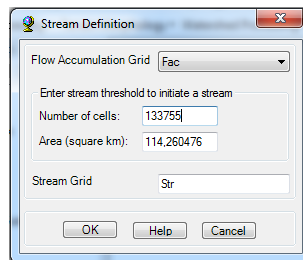 Stream Definition
Flow Accumulation Grid Fac
Enter stream threshold to initiate a stream
Number of cells: 133755
Area (square km): 114,260476
Stream Grid Str
OK Help Cancel